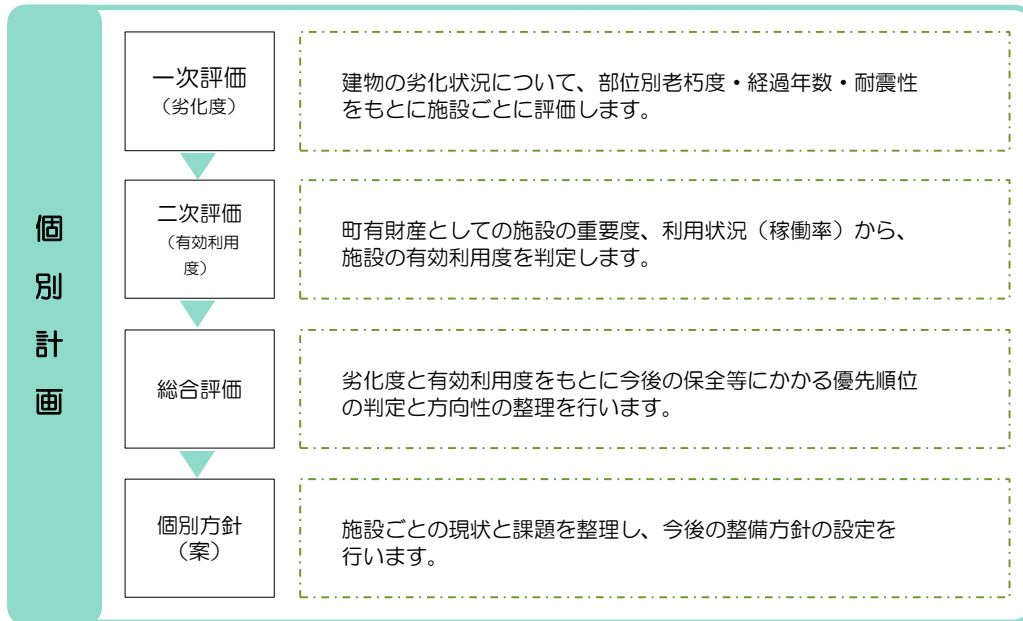 個別計画
一次評価
（劣化度）
建物の劣化状況について、部位別老朽度・経過年数・耐震性
をもとに施設ごとに評価します。
二次評価
（有効利用
度）
町有財産としての施設の重要度、利用状況（稼働率）から、
施設の有効利用度を判定します。
総合評価
劣化度と有効利用度をもとに今後の保全等にかかる優先順位
の判定と方向性の整理を行います。
個別方針
（案）
施設ごとの現状と課題を整理し、今後の整備方針の設定を
行います。